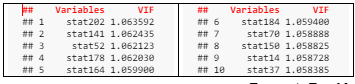 ##    Variables      VIF
## 1    stat202 1.063592
## 2    stat141 1.062435
## 3     stat52 1.062123
## 4    stat178 1.062030
## 5    stat164 1.059900
##    Variables      VIF
## 6    stat184 1.059400
## 7     stat70 1.058888
## 8    stat150 1.058825
## 9     stat14 1.058728
## 10    stat37 1.058385